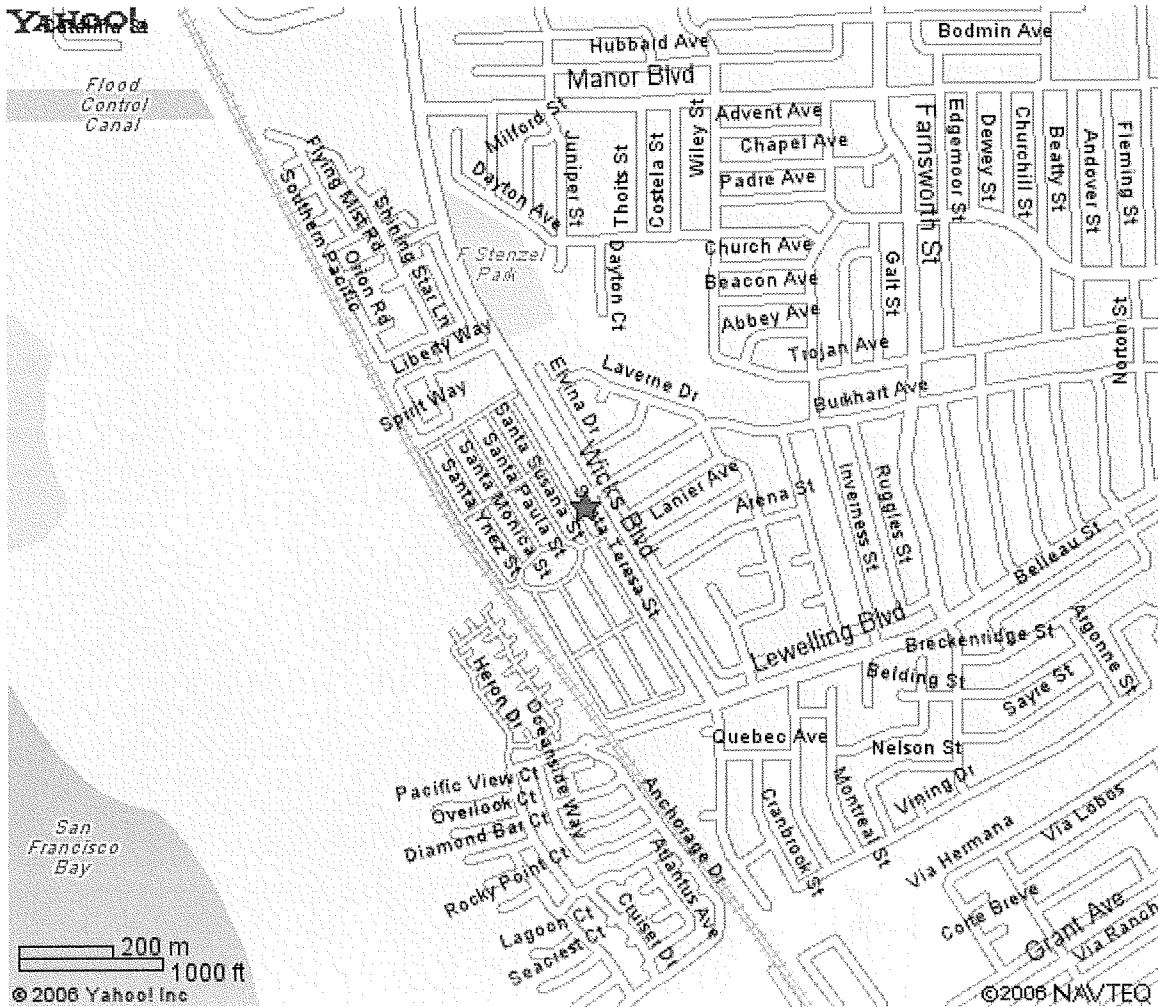 YAHOO!
Hubbard Ave
Bodmin Ave
Manor Blvd
Flood
Control
Canal
Milford St
Juniper St
Thoits St
Costela St
Wiley St
Advent Ave
Chapel Ave
Padre Ave
Farnsworth St
Edgemoor St
Dewey St
Churchill St
Beatty St
Andover St
Fleming St
Dayton Ave
Flying Mist Rd
Shining Star Ln
Southern Pacific
Orion Rd
F Stenzel
Park
Dayton Ct
Church Ave
Beacon Ave
Abbey Ave
Galt St
Trojan Ave
Norton St
Liberty Way
Spirit Way
Elvina Dr
Laverne Dr
Burkhart Ave
Santa Susana St
Santa Paula St
Santa Monica St
Santa Ynez St
Wicks Blvd
Teresa St
Lanier Ave
Arena St
Inverness St
Ruggles St
Belleau St
Lewelling Blvd
Breckenridge St
Argonne St
Belding St
Sayre St
Heron Dr
Oceanside Way
Quebec Ave
Nelson St
Vining Dr
Pacific View Ct
Overlook Ct
Diamond Bar Ct
Anchorage Dr
Cranbrook St
Montreal St
Via Hermana
Via Lobos
San
Francisco
Bay
Rocky Point Ct
Atlantus Ave
Lagoon Ct
Seacrest Ct
Cruiser Dr
Colte Breve
Grant Ave
Via Ranch
200 m
1000 ft
© 2006 Yahoo! Inc
©2006 NAVTEQ